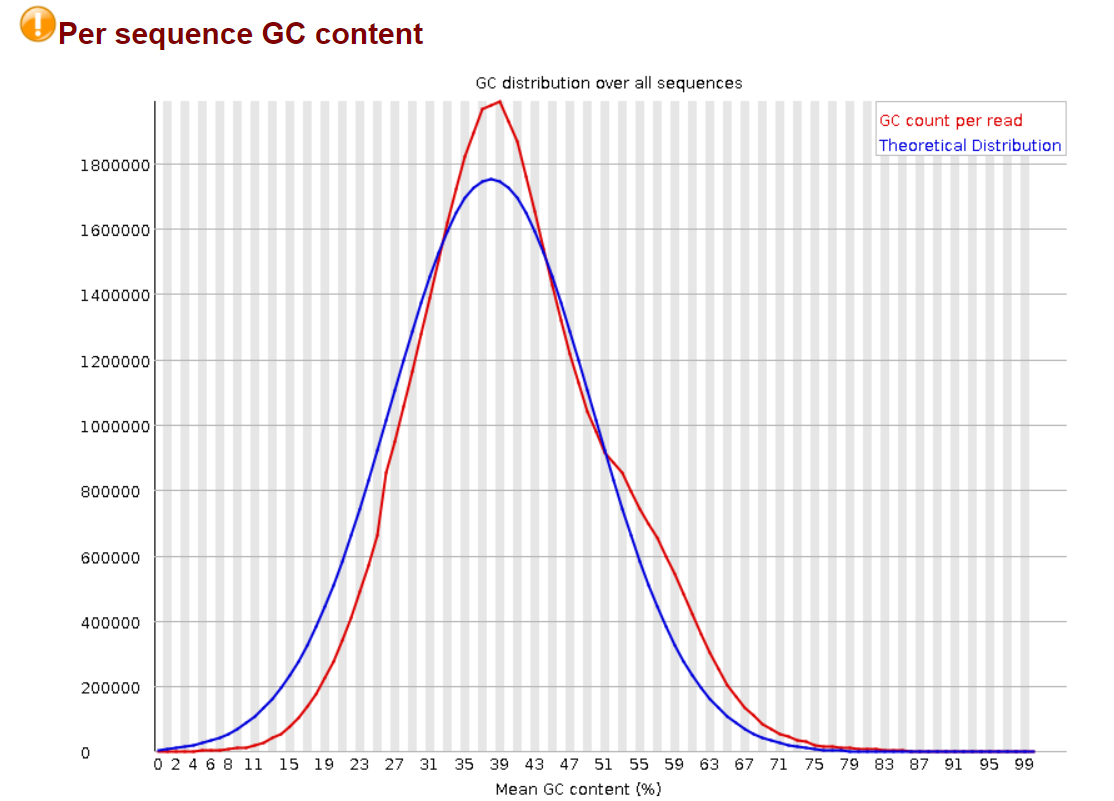 Per sequence GC content
GC distribution over all sequences
GC count per read
Theoretical Distribution
1800000
1600000
1400000
1200000
1000000
800000
600000
400000
200000
0
0 2 4 6 8 11 15 19 23 27 31 35 39 43 47 51 55 59 63 67 71 75 79 83 87 91 95 99
Mean GC content (%)